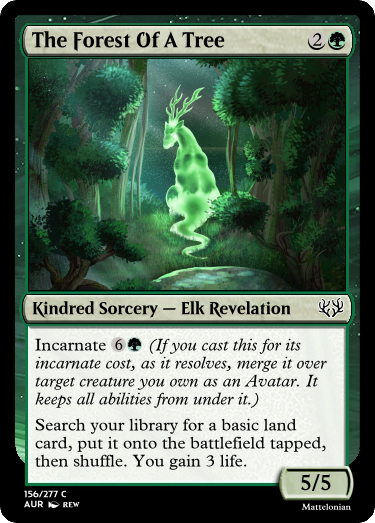 The Forest Of A Tree 2
Kindred Sorcery — Elk Revelation
Incarnate 6 (If you cast this for its
incarnate cost, as it resolves, merge it over
target creature you own as an Avatar. It
keeps all abilities from under it.)
Search your library for a basic land
card, put it onto the battlefield tapped,
then shuffle. You gain 3 life.
5/5
156/277 C
AUR REW
Mattelonian